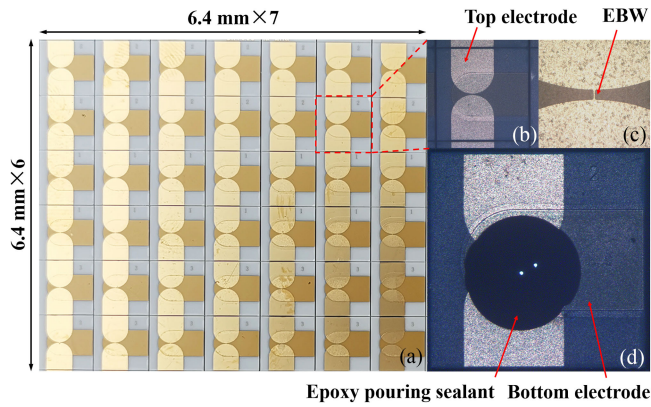 6.4 mm×7
Top electrode
EBW
6.4 mm×6
(a)
(b)
(c)
(d)
Epoxy pouring sealant
Bottom electrode